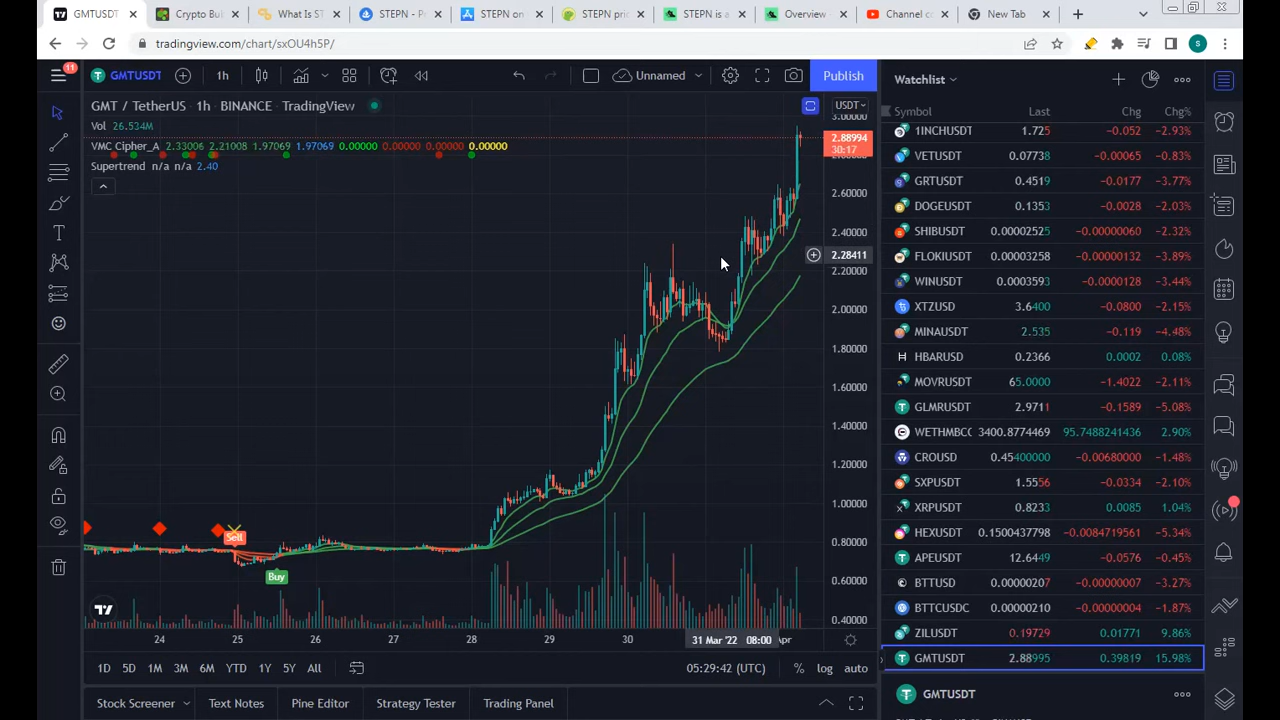 GMTUSDT
Crypto Bul
What Is ST
STEPN - P
STEPN on
STEPN pric
STEPN is a
Overview
Channel co
New Tab
tradingview.com/chart/sxOU4h5P/
S
11
GMTUSDT
1h
Unnamed
Publish
GMT / TetherUS 1h BINANCE TradingView
Vol 26.534M
VMC Cipher_A 2.33006 2.21008 1.97069 1.97069 0.00000 0.00000 0.00000 0.00000
Supertrend n/a n/a 2.40
USDT
3.00000
2.88994
30:17
2.60000
2.40000
2.28411
2.20000
2.00000
1.80000
1.60000
1.40000
1.20000
1.00000
0.80000
0.60000
0.40000
Sell
Buy
24 25 26 27 28 29 30 31 Mar '22 08:00 Apr
1D 5D 1M 3M 6M YTD 1Y 5Y All
05:29:42 (UTC) % log auto
Stock Screener Text Notes Pine Editor Strategy Tester Trading Panel
Watchlist
Symbol Last Chg Chg%
1INCHUSDT 1.725 −0.052 −2.93%
VETUSDT 0.07738 −0.00065 −0.83%
GRTUSDT 0.4519 −0.0177 −3.77%
DOGEUSDT 0.1353 −0.0028 −2.03%
SHIBUSDT 0.00002525 −0.00000060 −2.32%
FLOKIUSDT 0.00003258 −0.00000132 −3.89%
WINUSDT 0.0003593 −0.0000128 −3.44%
XTZUSD 3.6400 −0.0800 −2.15%
MINAUSDT 2.535 −0.119 −4.48%
HBARUSD 0.2366 0.0002 0.08%
MOVRUSDT 65.0000 −1.4022 −2.11%
GLMRUSDT 2.9711 −0.1589 −5.08%
WETHMBCC 3400.8774469 95.7488241436 2.90%
CROUSD 0.45400000 −0.00680000 −1.48%
SXPUSDT 1.5556 −0.0334 −2.10%
XRPUSDT 0.8233 0.0085 1.04%
HEXUSDT 0.1500437798 −0.0084719561 −5.34%
APEUSDT 12.6449 −0.0576 −0.45%
BTTUSD 0.00000207 −0.00000007 −3.27%
BTTCUSDC 0.00000210 −0.00000004 −1.87%
ZILUSDT 0.19729 0.01771 9.86%
GMTUSDT 2.88995 0.39819 15.98%
GMTUSDT